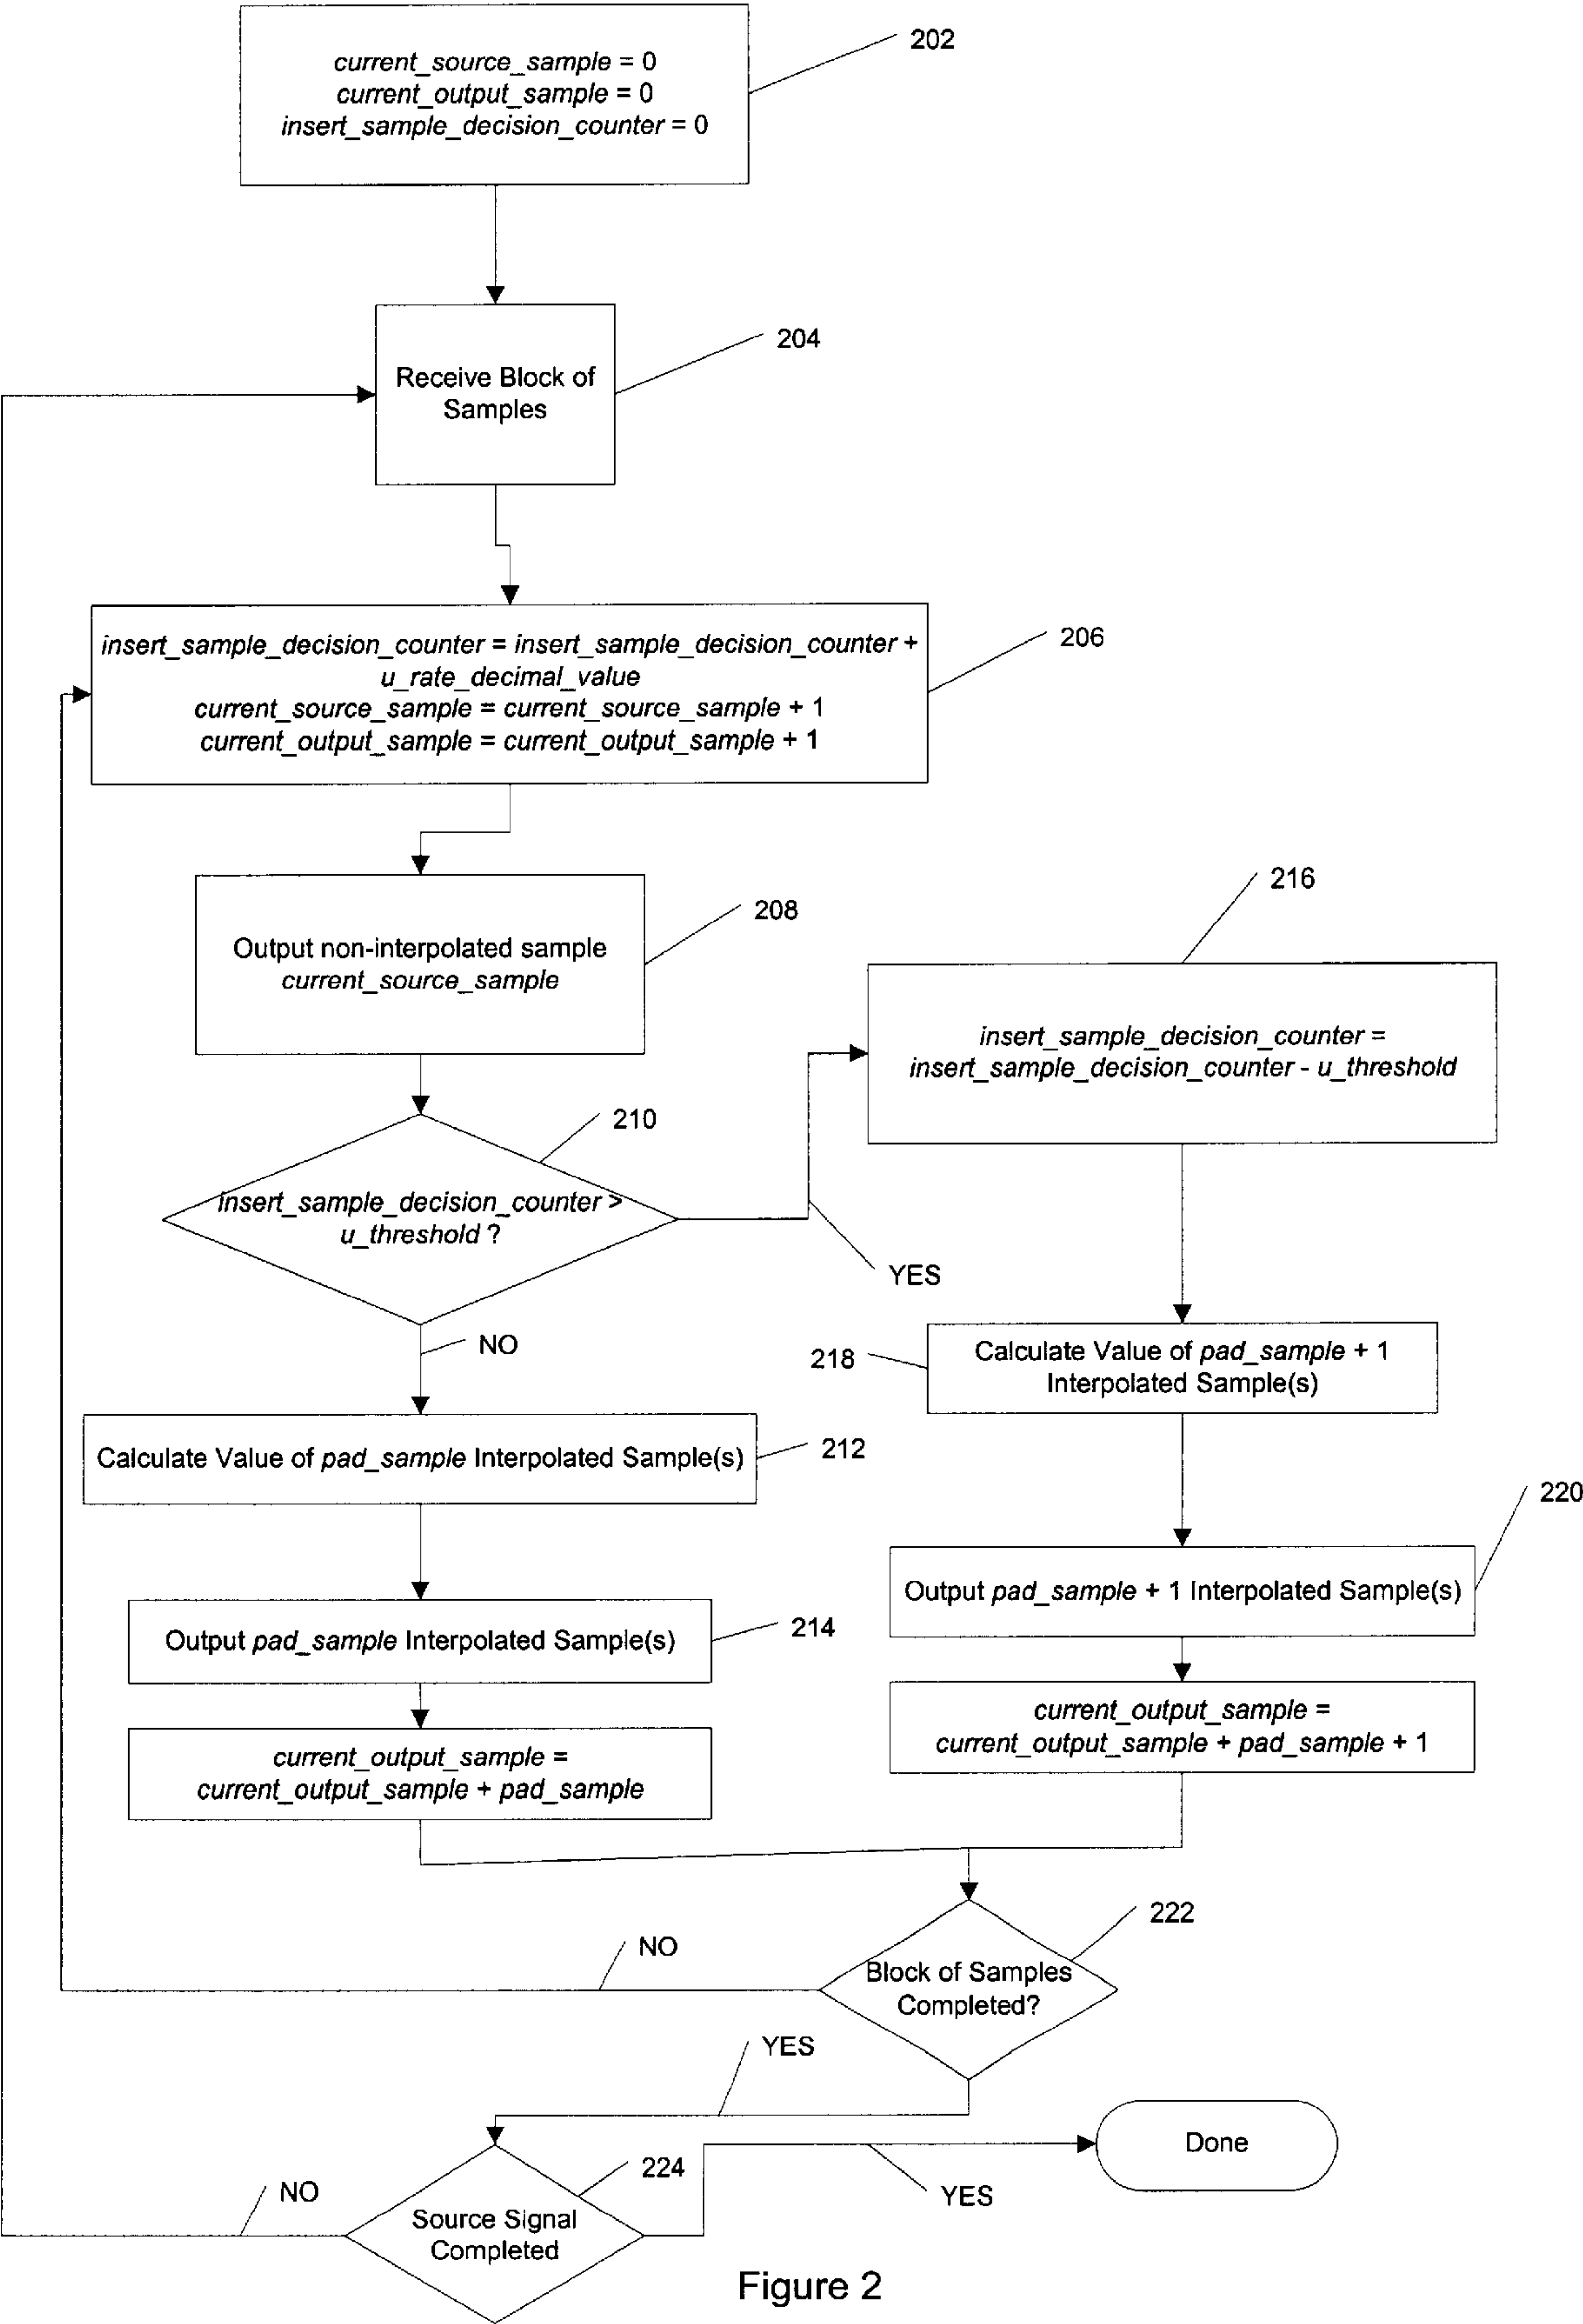 current_source_sample = 0
current_output_sample = 0
insert_sample_decision_counter = 0
202
Receive Block of
Samples
204
insert_sample_decision_counter = insert_sample_decision_counter +
u_rate_decimal_value
current_source_sample = current_source_sample + 1
current_output_sample = current_output_sample + 1
206
Output non-interpolated sample
current_source_sample
208
insert_sample_decision_counter >
u_threshold ?
210
YES
NO
216
insert_sample_decision_counter =
insert_sample_decision_counter - u_threshold
Calculate Value of pad_sample Interpolated Sample(s)
212
218
Calculate Value of pad_sample + 1
Interpolated Sample(s)
Output pad_sample Interpolated Sample(s)
214
Output pad_sample + 1 Interpolated Sample(s)
220
current_output_sample =
current_output_sample + pad_sample
current_output_sample =
current_output_sample + pad_sample + 1
Block of Samples
Completed?
222
NO
YES
Source Signal
Completed
224
NO
YES
Done
Figure 2